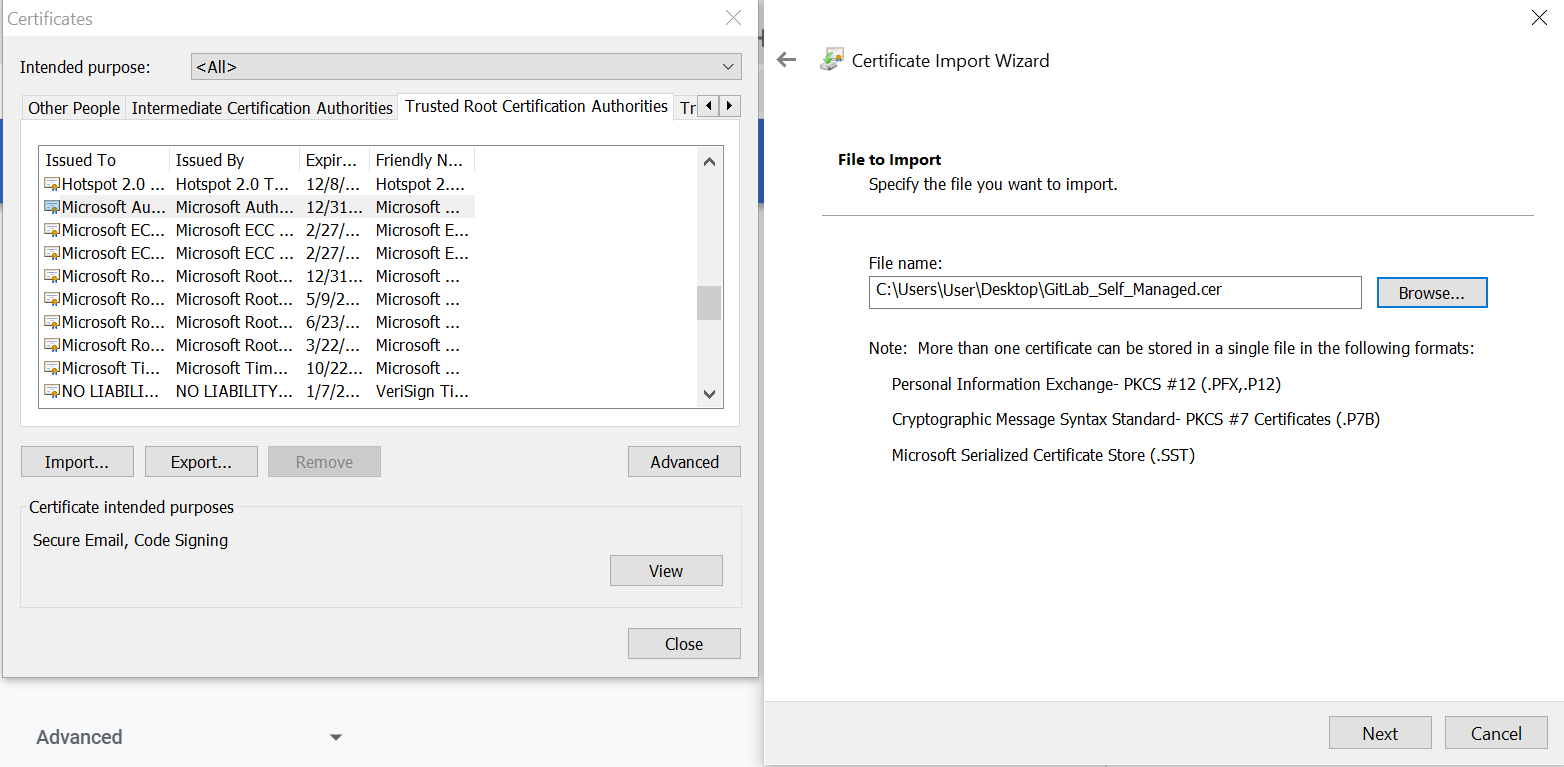 Certificates
Intended purpose:
<All>
Other People
Intermediate Certification Authorities
Trusted Root Certification Authorities
Tr
Issued To Issued By Expir... Friendly N...
Hotspot 2.0 ... Hotspot 2.0 T... 12/8/... Hotspot 2....
Microsoft Au... Microsoft Auth... 12/31... Microsoft ...
Microsoft EC... Microsoft ECC ... 2/27/... Microsoft E...
Microsoft EC... Microsoft ECC ... 2/27/... Microsoft E...
Microsoft Ro... Microsoft Root... 12/31... Microsoft ...
Microsoft Ro... Microsoft Root... 5/9/2... Microsoft ...
Microsoft Ro... Microsoft Root... 6/23/... Microsoft ...
Microsoft Ro... Microsoft Root... 3/22/... Microsoft ...
Microsoft Ti... Microsoft Tim... 10/22... Microsoft ...
NO LIABILI... NO LIABILITY... 1/7/2... VeriSign Ti...
Import...
Export...
Remove
Advanced
Certificate intended purposes
Secure Email, Code Signing
View
Close
Advanced
Certificate Import Wizard
File to Import
Specify the file you want to import.
File name:
C:\Users\User\Desktop\GitLab_Self_Managed.cer
Browse...
Note: More than one certificate can be stored in a single file in the following formats:
Personal Information Exchange- PKCS #12 (.PFX,.P12)
Cryptographic Message Syntax Standard- PKCS #7 Certificates (.P7B)
Microsoft Serialized Certificate Store (.SST)
Next
Cancel